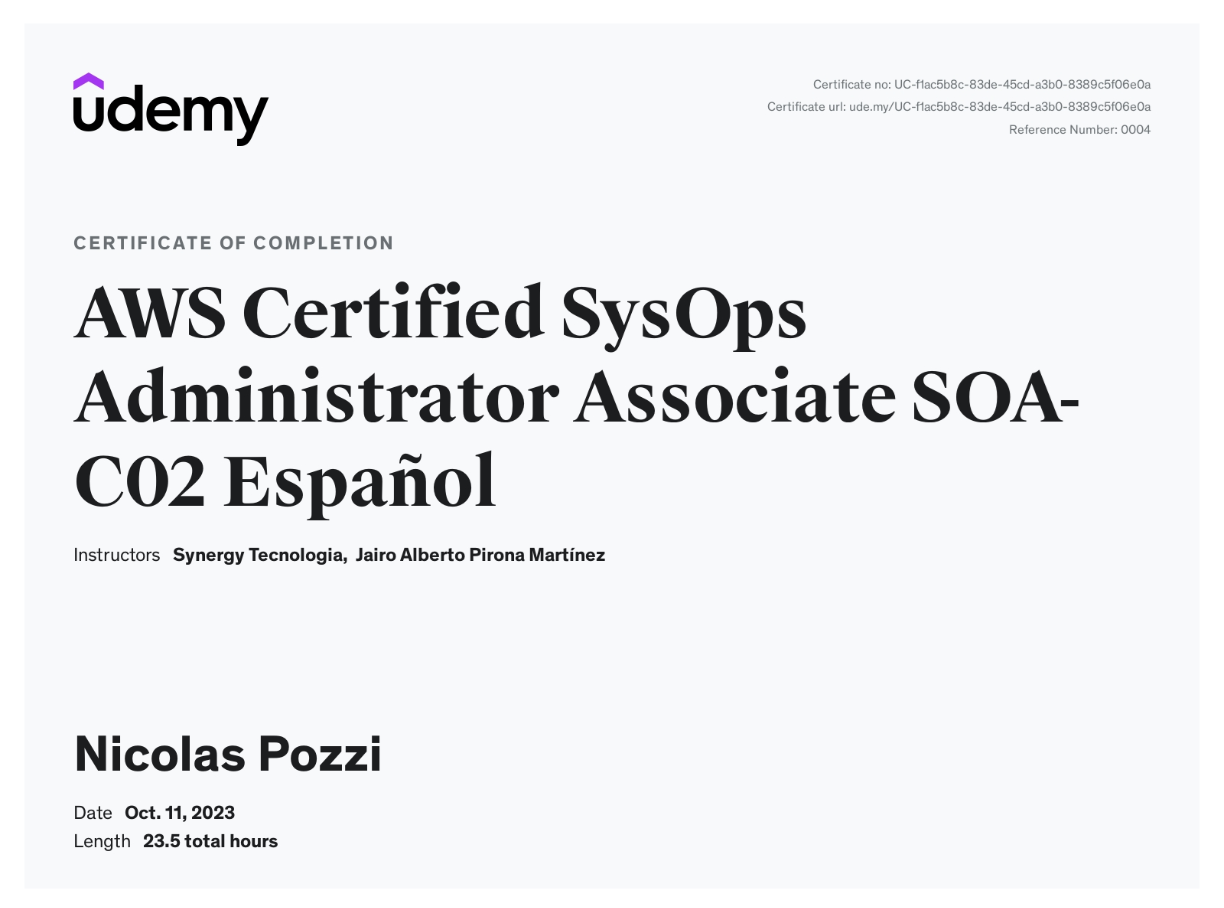 udemy
Certificate no: UC-f1ac5b8c-83de-45cd-a3b0-8389c5f06e0a
Certificate url: ude.my/UC-f1ac5b8c-83de-45cd-a3b0-8389c5f06e0a
Reference Number: 0004
CERTIFICATE OF COMPLETION
AWS Certified SysOps
Administrator Associate SOA-
C02 Español
Instructors Synergy Tecnologia, Jairo Alberto Pirona Martínez
Nicolas Pozzi
Date Oct. 11, 2023
Length 23.5 total hours